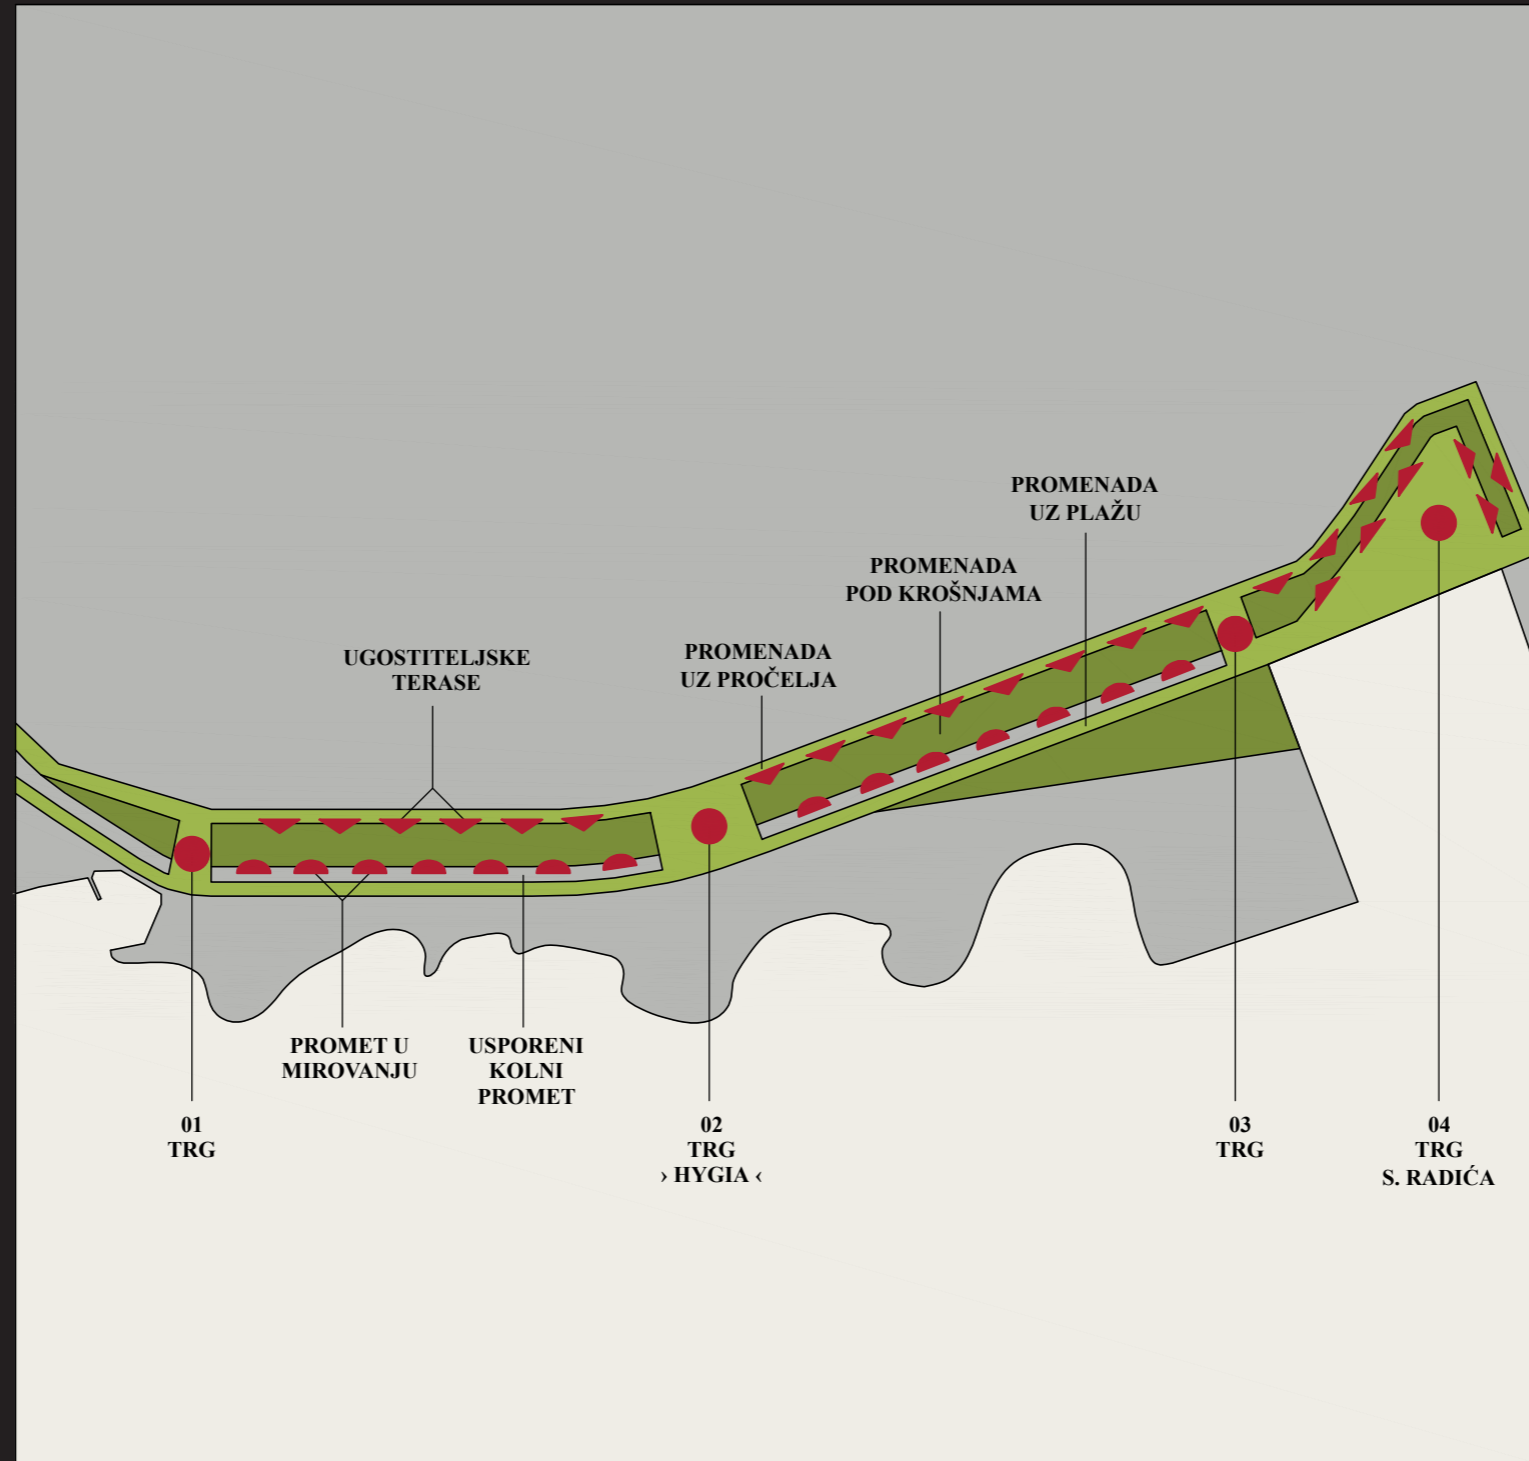 PROMENADA
UZ PLAŽU
PROMENADA
POD KROŠNJAMA
PROMENADA
UZ PROČELJA
UGOSTITELJSKE
TERASE
PROMET U
MIROVANJU
USPORENI
KOLNI
PROMET
01
TRG
02
TRG
› HYGIA ‹
03
TRG
04
TRG
S. RADIĆA